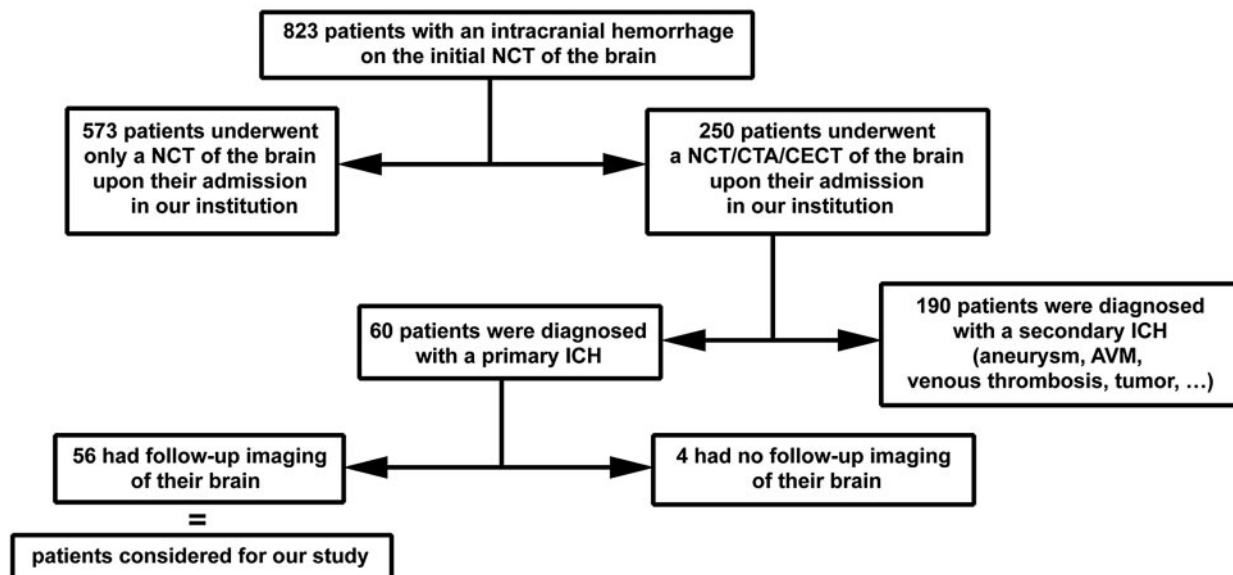 823 patients with an intracranial hemorrhage
on the initial NCT of the brain
573 patients underwent
only a NCT of the brain
upon their admission
in our institution
250 patients underwent
a NCT/CTA/CECT of the brain
upon their admission
in our institution
60 patients were diagnosed
with a primary ICH
190 patients were diagnosed
with a secondary ICH
(aneurysm, AVM,
venous thrombosis, tumor, …)
56 had follow-up imaging
of their brain
4 had no follow-up imaging
of their brain
=
patients considered for our study